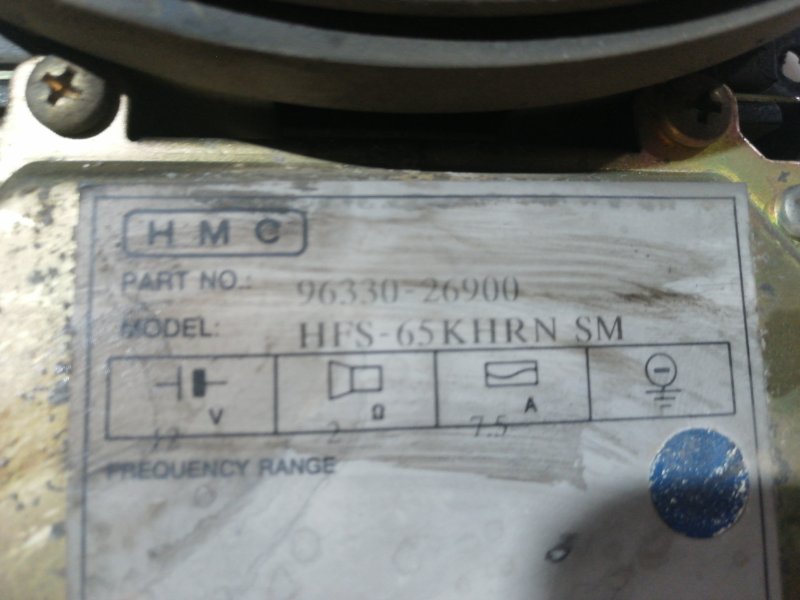 HMC
PART NO.: 96330-26900
MODEL: HFS-65KHRN SM
V Ω A
12 2 7.5
FREQUENCY RANGE